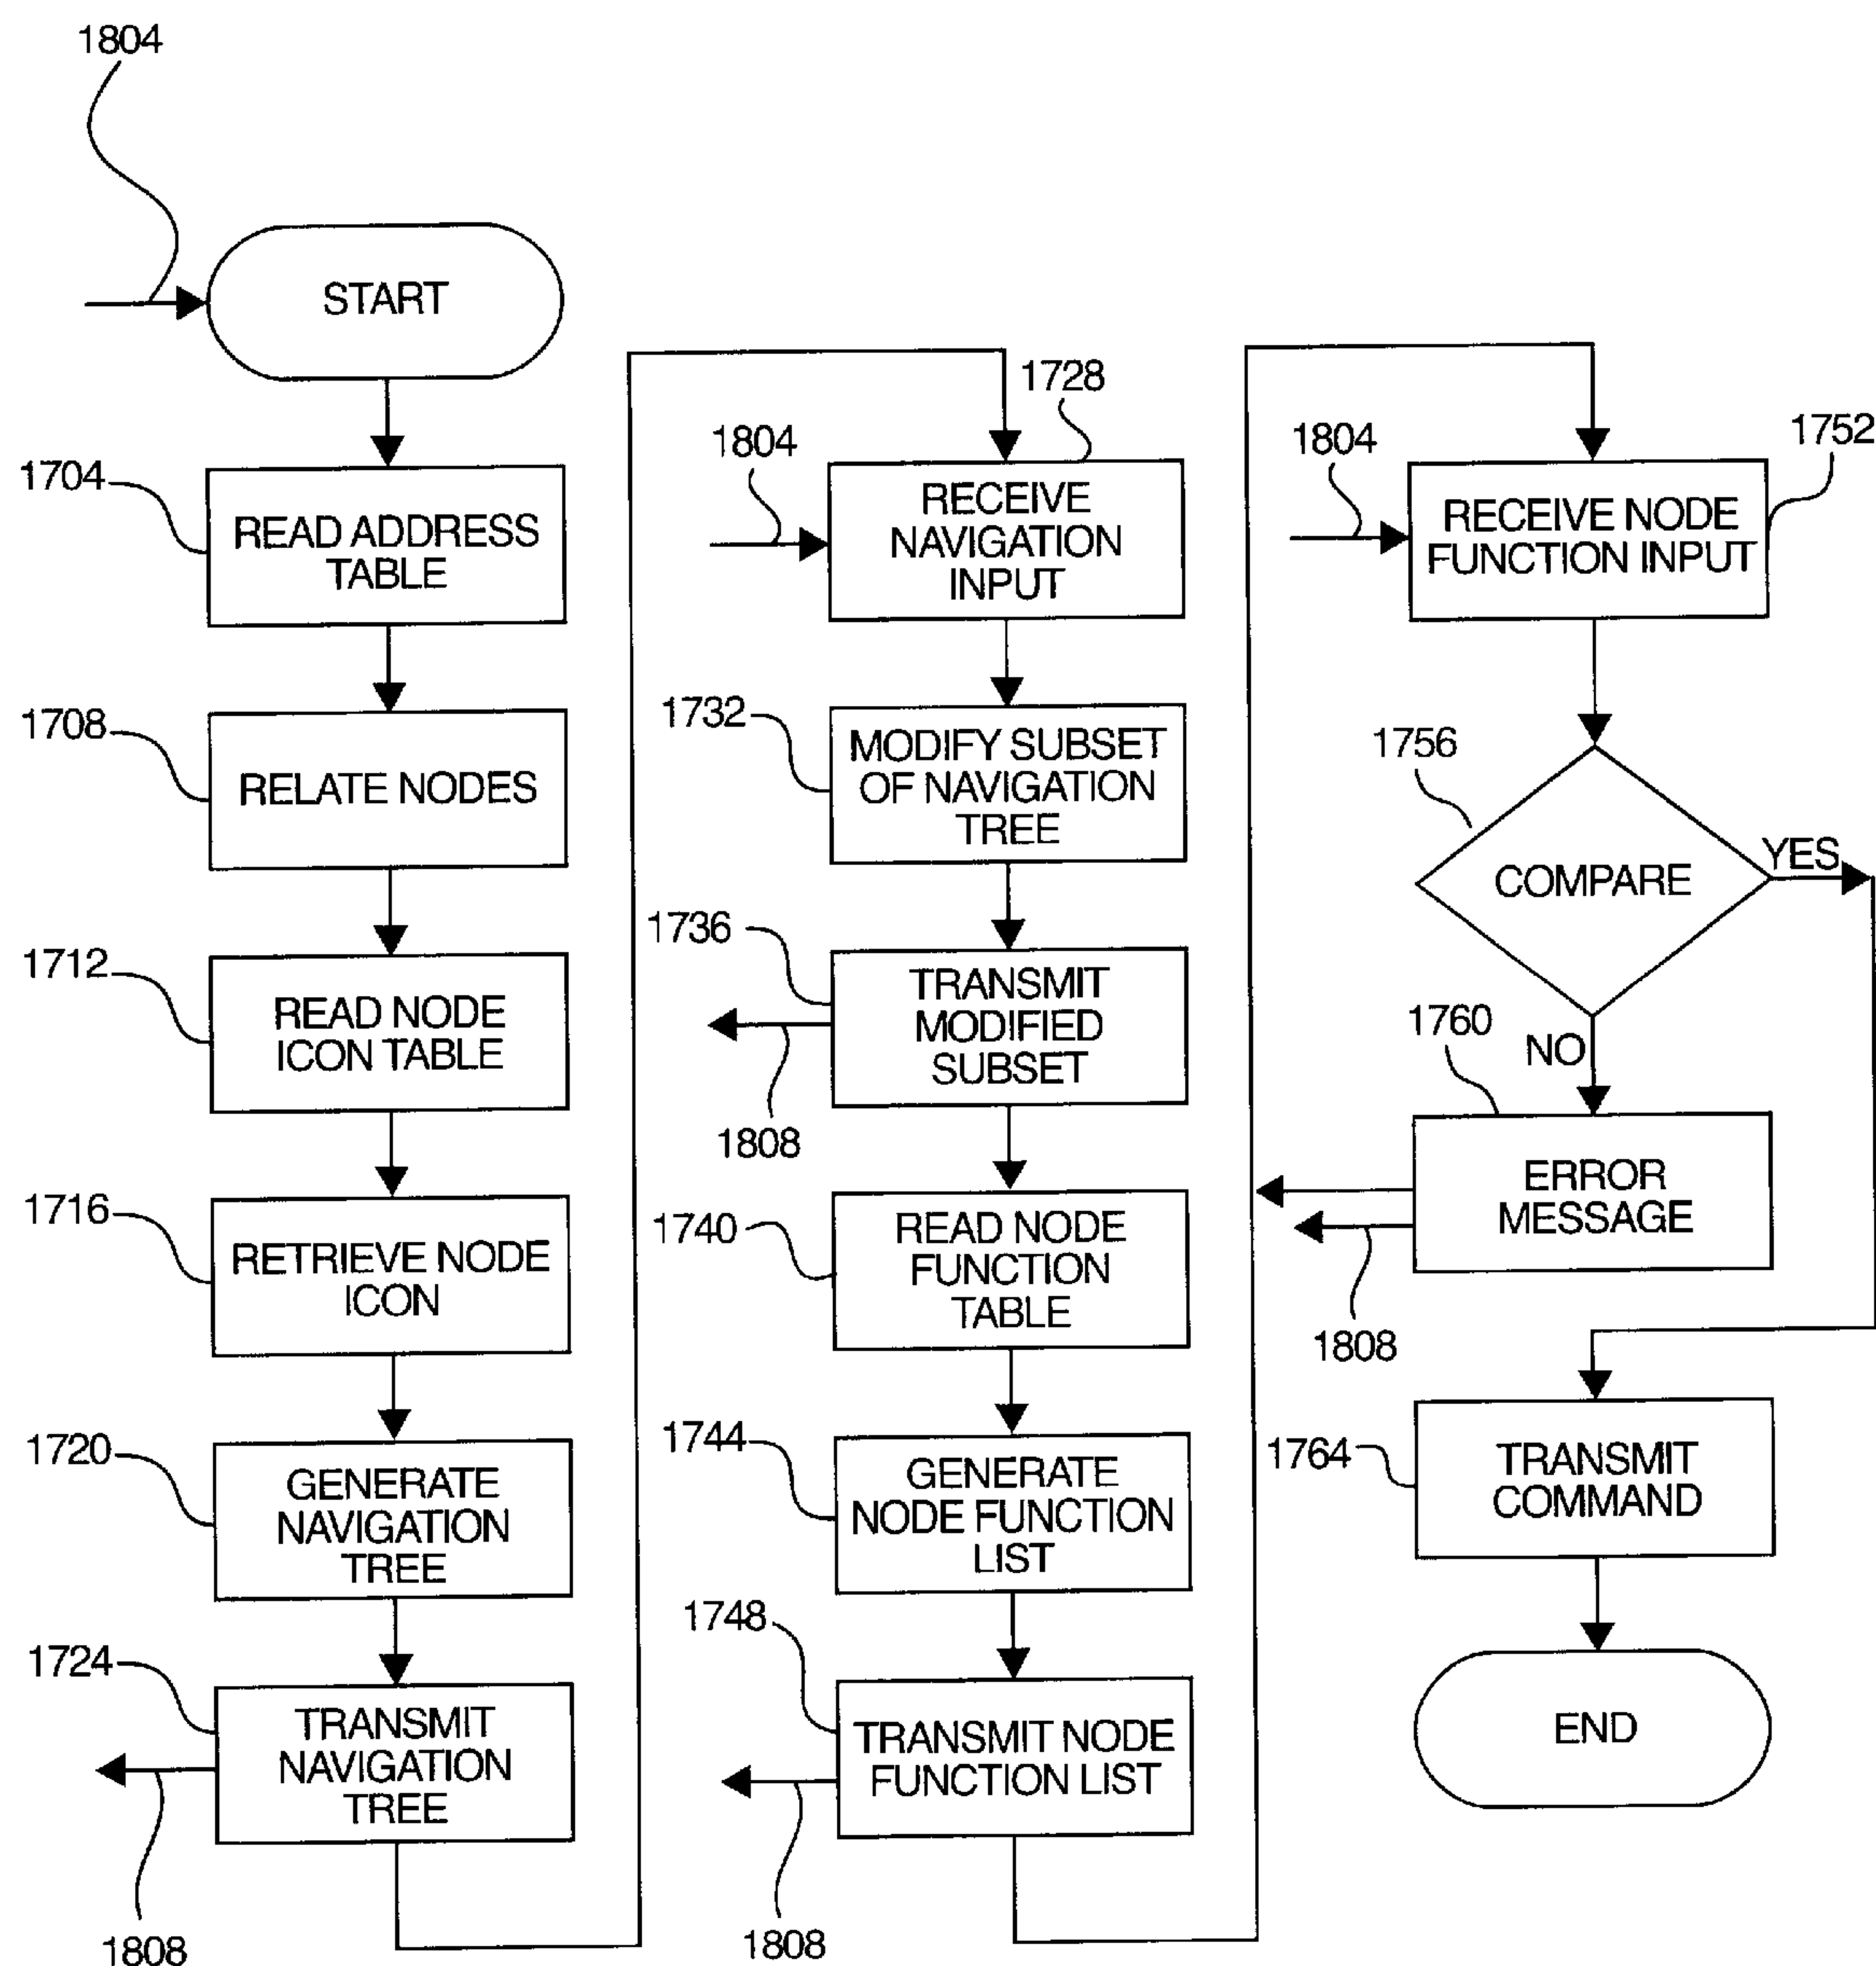 1804
START
1704
READ ADDRESS
TABLE
1708
RELATE NODES
1712
READ NODE
ICON TABLE
1716
RETRIEVE NODE
ICON
1720
GENERATE
NAVIGATION
TREE
1724
TRANSMIT
NAVIGATION
TREE
1808
1728
1804
RECEIVE
NAVIGATION
INPUT
1732
MODIFY SUBSET
OF NAVIGATION
TREE
1736
TRANSMIT
MODIFIED
SUBSET
1808
1740
READ NODE
FUNCTION
TABLE
1744
GENERATE
NODE FUNCTION
LIST
1748
TRANSMIT NODE
FUNCTION LIST
1808
1804
1752
RECEIVE NODE
FUNCTION INPUT
1756
COMPARE
YES
NO
1760
ERROR
MESSAGE
1808
1764
TRANSMIT
COMMAND
END